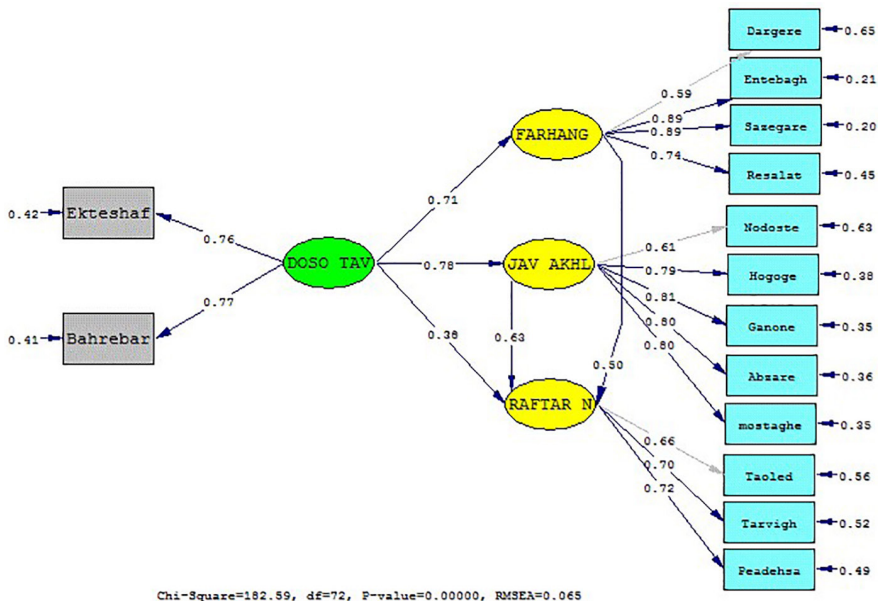 0.42
Ekteshaf
0.41
Bahrebar
0.76
0.77
DOSO TAV
0.71
0.78
0.38
FARHANG
JAV AKHL
0.63
RAFTAR N
0.50
0.59
0.89
0.89
0.74
0.61
0.79
0.81
0.80
0.80
0.66
0.70
0.72
Dargere
0.65
Entebagh
0.21
Sazegare
0.20
Resalat
0.45
Nodoste
0.63
Hogoge
0.38
Ganone
0.35
Abzare
0.36
mostaghe
0.35
Taoled
0.56
Tarvigh
0.52
Peadehsa
0.49
Chi-Square=182.59, df=72, P-value=0.00000, RMSEA=0.065